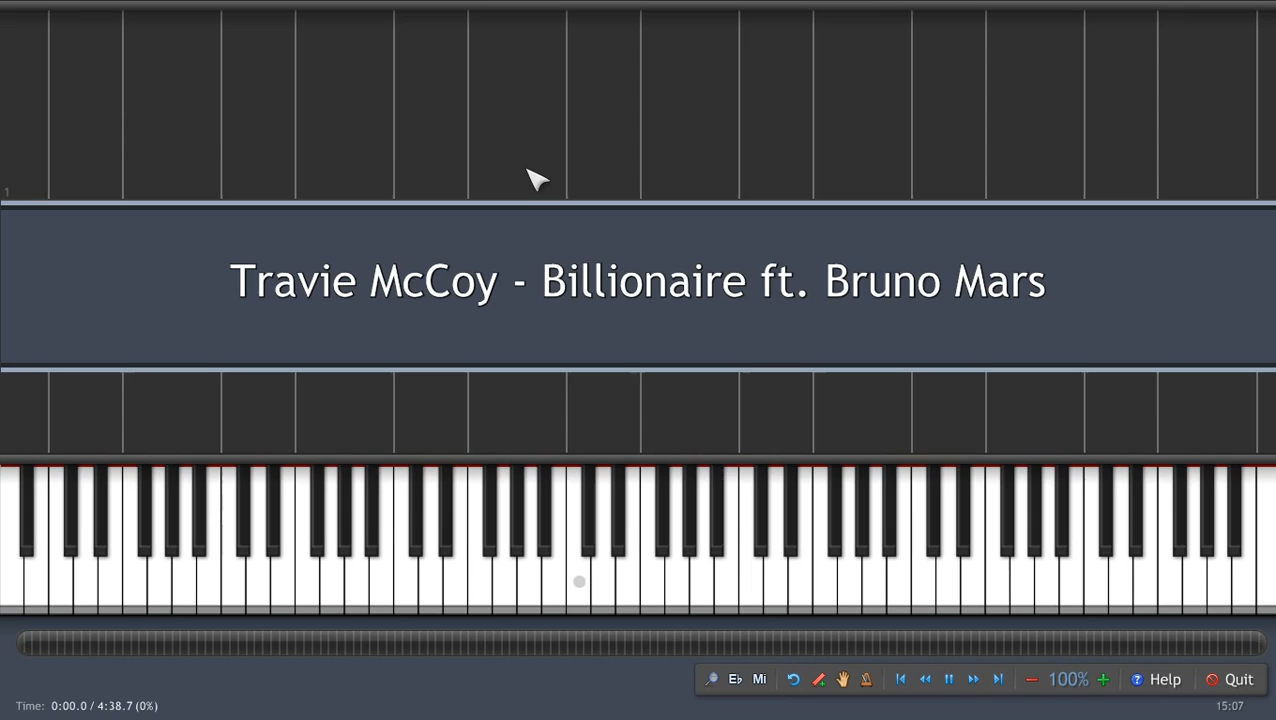 1
Travie McCoy - Billionaire ft. Bruno Mars
E♭ Mi 100% Help Quit
Time: 0:00.0 / 4:38.7 (0%) 15:07